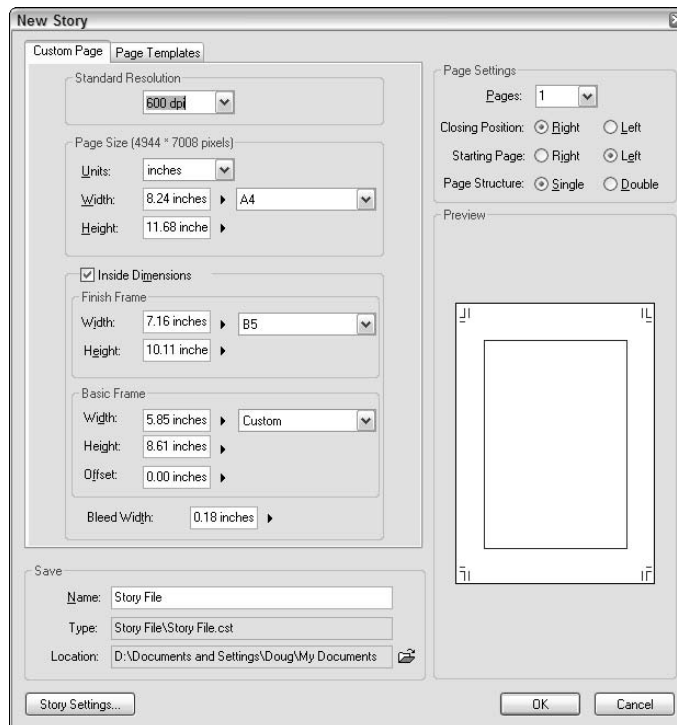 New Story
Custom Page
Page Templates
Standard Resolution
600 dpi
Page Size (4944 * 7008 pixels)
Units: inches
Width: 8.24 inches A4
Height: 11.68 inche
Inside Dimensions
Finish Frame
Width: 7.16 inches B5
Height: 10.11 inche
Basic Frame
Width: 5.85 inches Custom
Height: 8.61 inches
Offset: 0.00 inches
Bleed Width: 0.18 inches
Page Settings
Pages: 1
Closing Position: Right Left
Starting Page: Right Left
Page Structure: Single Double
Preview
Save
Name: Story File
Type: Story File\Story File.cst
Location: D:\Documents and Settings\Doug\My Documents
Story Settings...
OK
Cancel